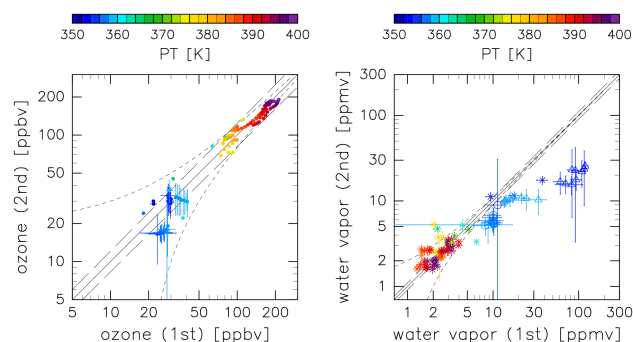 350 360 370 380 390 400
PT [K]
350 360 370 380 390 400
PT [K]
ozone (2nd) [ppbv]
200
100
50
30
20
10
5
5 10 20 50 100 200
ozone (1st) [ppbv]
water vapor (2nd) [ppmv]
300
100
30
10
5
2
1
1 2 5 10 30 100 300
water vapor (1st) [ppmv]